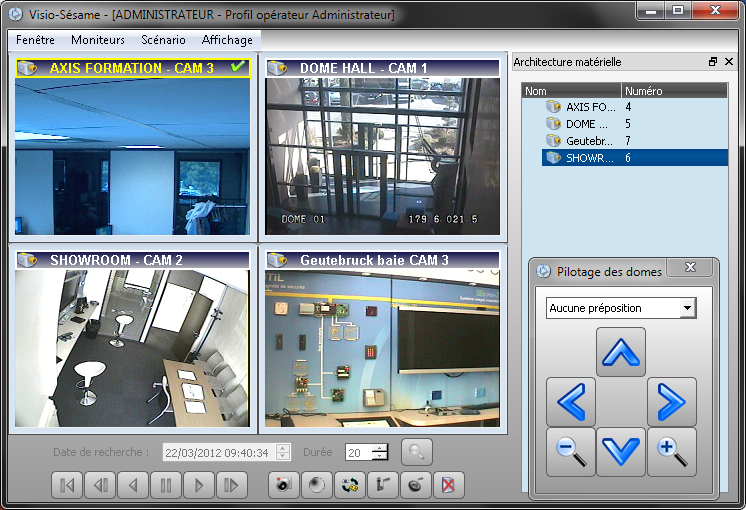 Visio-Sésame - [ADMINISTRATEUR - Profil opérateur Administrateur]
Fenêtre Moniteurs Scénario Affichage
AXIS FORMATION - CAM 3
DOME HALL - CAM 1
DOME 01 179 6 021 5
SHOWROOM - CAM 2
Geutebruck baie CAM 3
TIL
Date de recherche : 22/03/2012 09:40:34 Durée 20
Architecture matérielle
Nom Numéro
AXIS FO... 4
DOME ... 5
Geutebr... 7
SHOWR... 6
Pilotage des domes
Aucune préposition